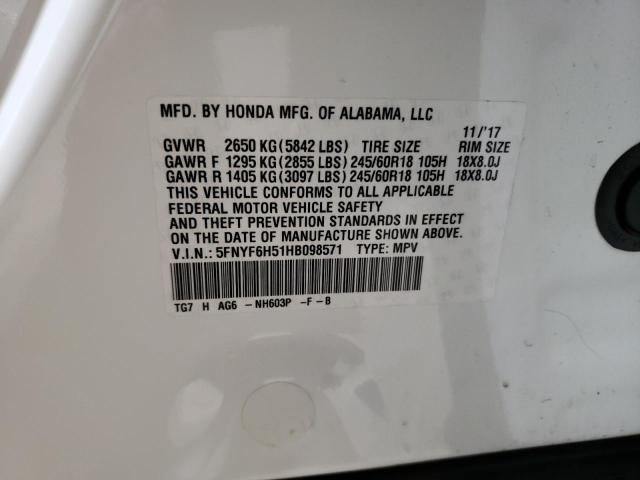 MFD. BY HONDA MFG. OF ALABAMA, LLC
11/'17
GVWR 2650 KG(5842 LBS) TIRE SIZE RIM SIZE
GAWR F 1295 KG(2855 LBS)245/60R18 105H 18X8.0J
GAWR R 1405 KG(3097 LBS)245/60R18 105H 18X8.0J
THIS VEHICLE CONFORMS TO ALL APPLICABLE
FEDERAL MOTOR VEHICLE SAFETY
AND THEFT PREVENTION STANDARDS IN EFFECT
ON THE DATE OF MANUFACTURE SHOWN ABOVE.
V.I.N.: 5FNYF6H51HB098571 TYPE: MPV
TG7 H AG6 -NH603P -F-B